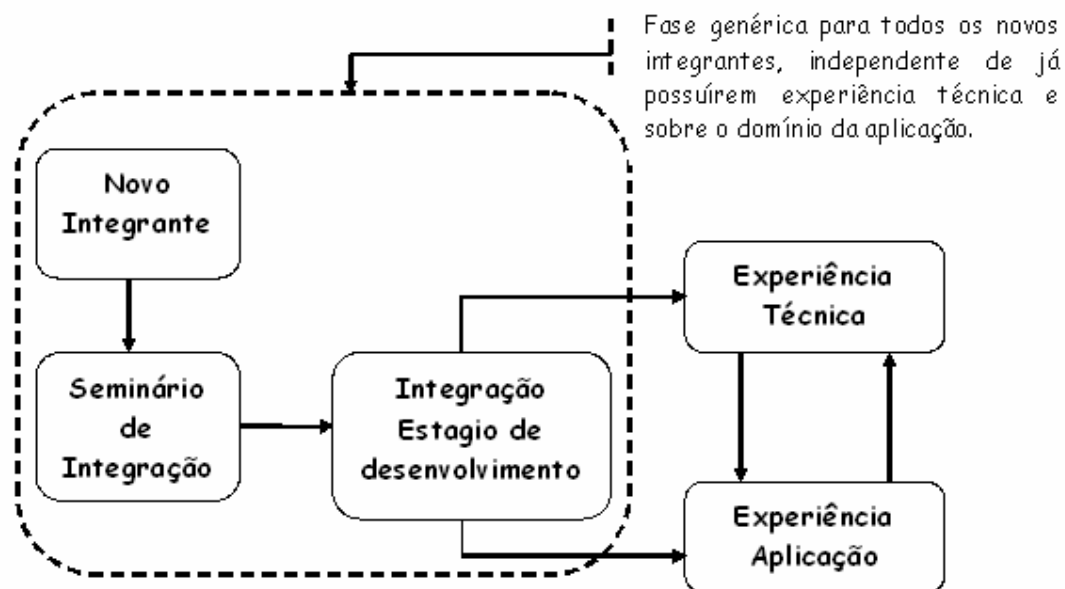 Fase genérica para todos os novos
integrantes, independente de já
possuírem experiência técnica e
sobre o domínio da aplicação.
Novo
Integrante
Seminário
de
Integração
Integração
Estagio de
desenvolvimento
Experiência
Técnica
Experiência
Aplicação